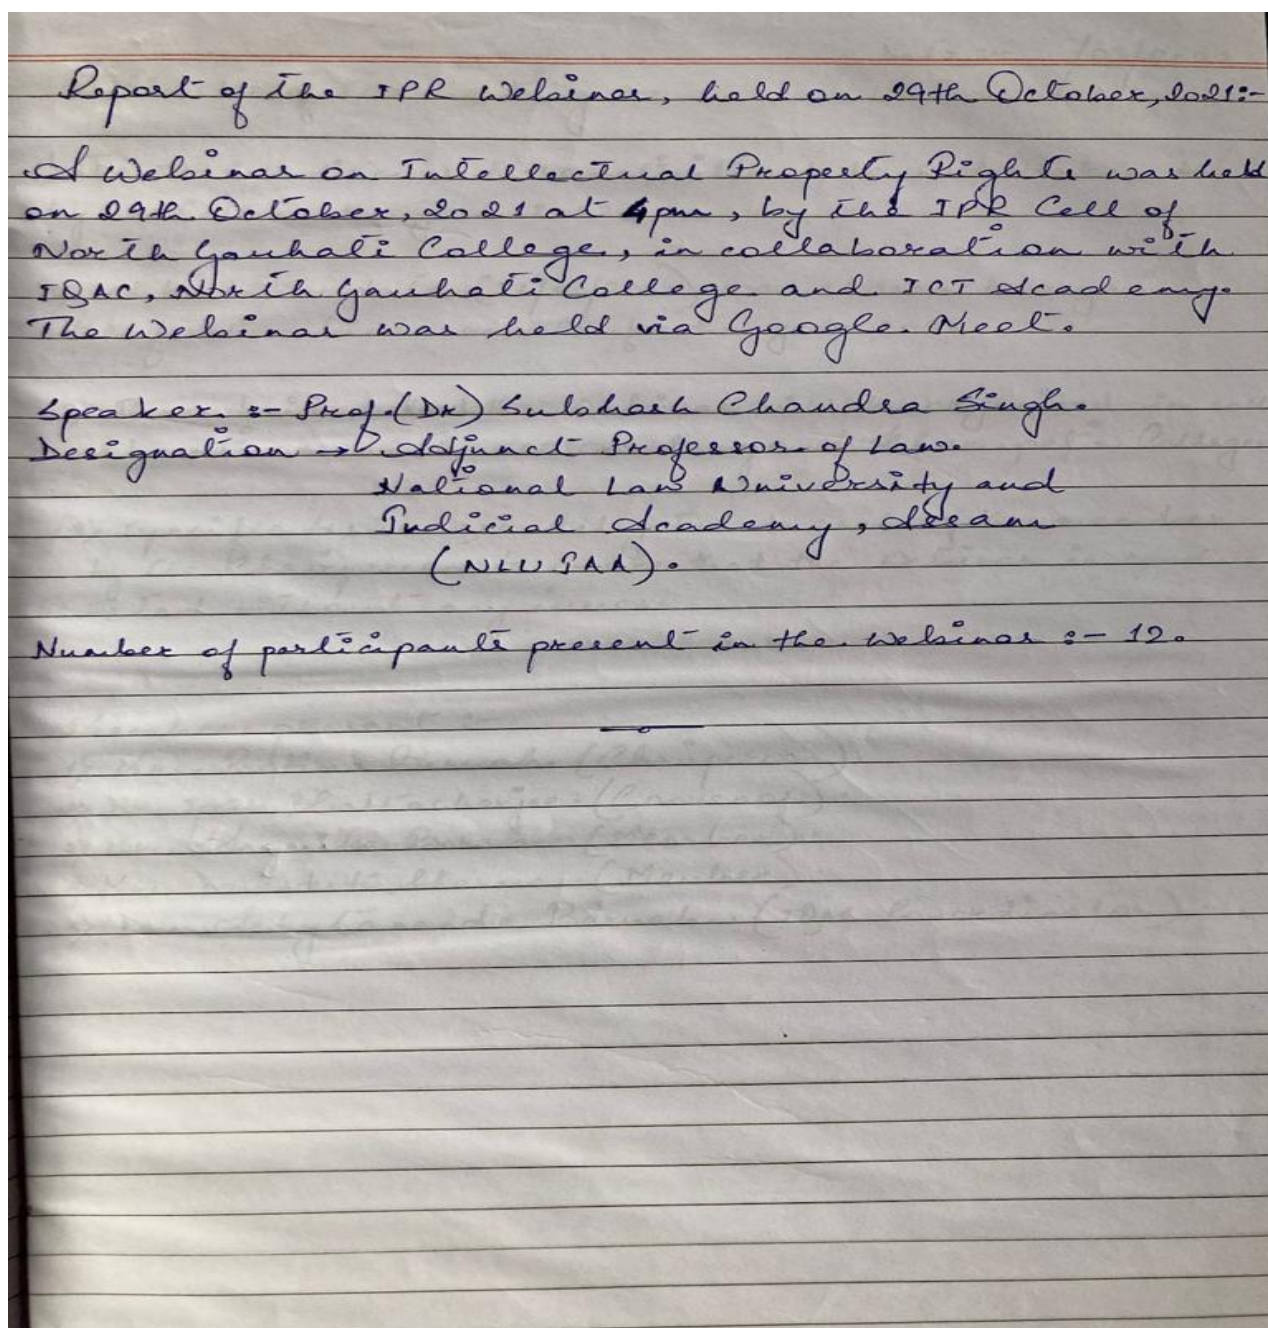 Report of the IPR Webinar, held on 29th October, 2021:-
A Webinar on Intellectual Property Rights was held
on 29th October, 2021 at 4pm, by the IPR Cell of
North Gauhati College, in collaboration with
IQAC, North Gauhati College and ICT Academy.
The Webinar was held via Google Meet.
Speaker :- Prof. (Dr) Subhash Chandra Singh.
Designation → Adjunct Professor of Law.
National Law University and
Judicial Academy, Assam
(NLUJAA).
Number of participants present in the webinar :- 12.